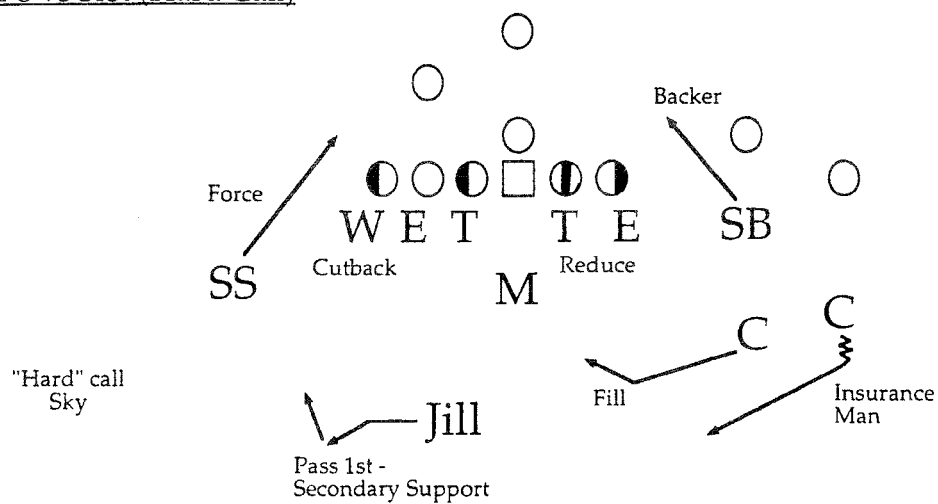 Backer
Force
W E T T E
SB
Cutback
Reduce
SS
M
C
C
"Hard" call
Sky
Fill
Insurance
Man
Jill
Pass 1st -
Secondary Support